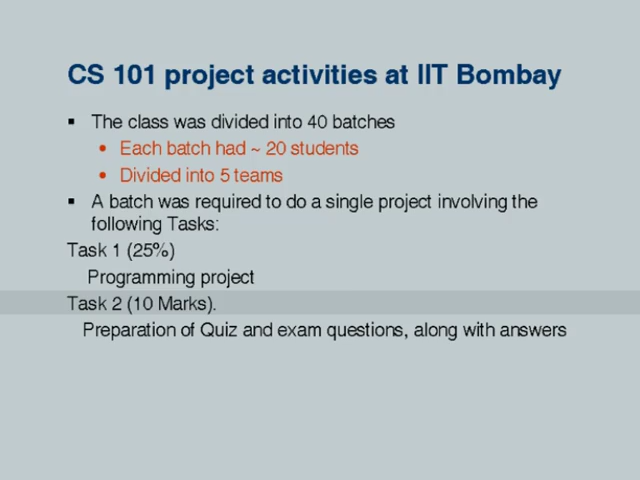 CS 101 project activities at IIT Bombay
▪ The class was divided into 40 batches
• Each batch had ~ 20 students
• Divided into 5 teams
▪ A batch was required to do a single project involving the
following Tasks:
Task 1 (25%)
Programming project
Task 2 (10 Marks).
Preparation of Quiz and exam questions, along with answers